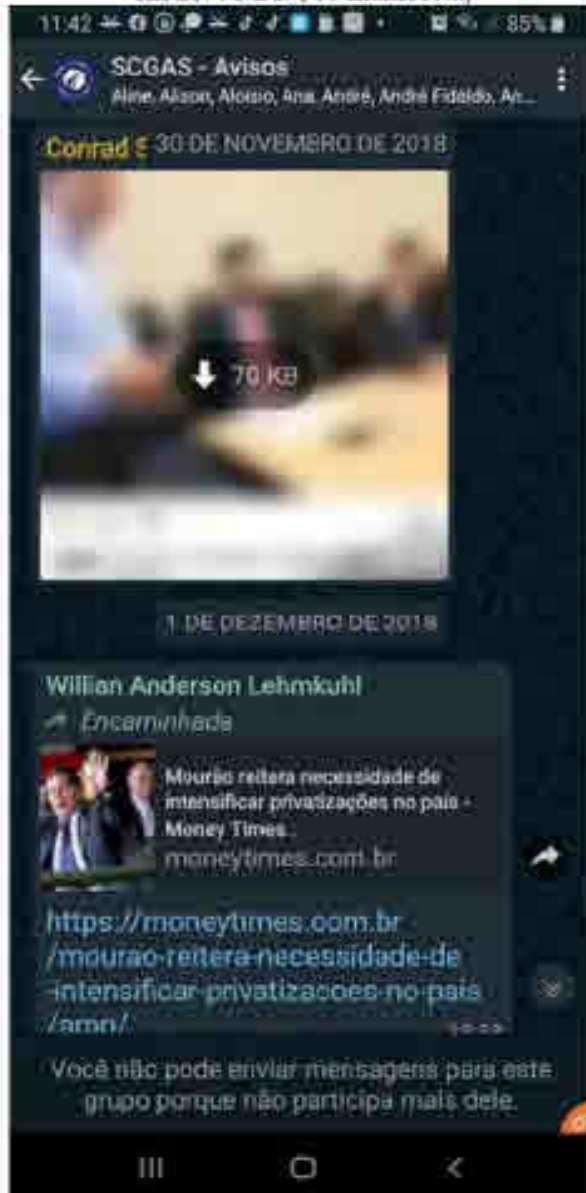 11:42
85%
SCGAS - Avisos
Aline, Alison, Aloisio, Ana, André, André Fidéldo, An...
Conrad S
30 DE NOVEMBRO DE 2018
70 KB
1 DE DEZEMBRO DE 2018
Willian Anderson Lehmkuhl
Encaminhada
Mourão reitera necessidade de
intensificar privatizações no país -
Money Times
moneytimes.com.br
https://moneytimes.com.br
/mourao-reitera-necessidade-de
-intensificar-privatizacoes-no-pais
/amp/
Você não pode enviar mensagens para este
grupo porque não participa mais dele.